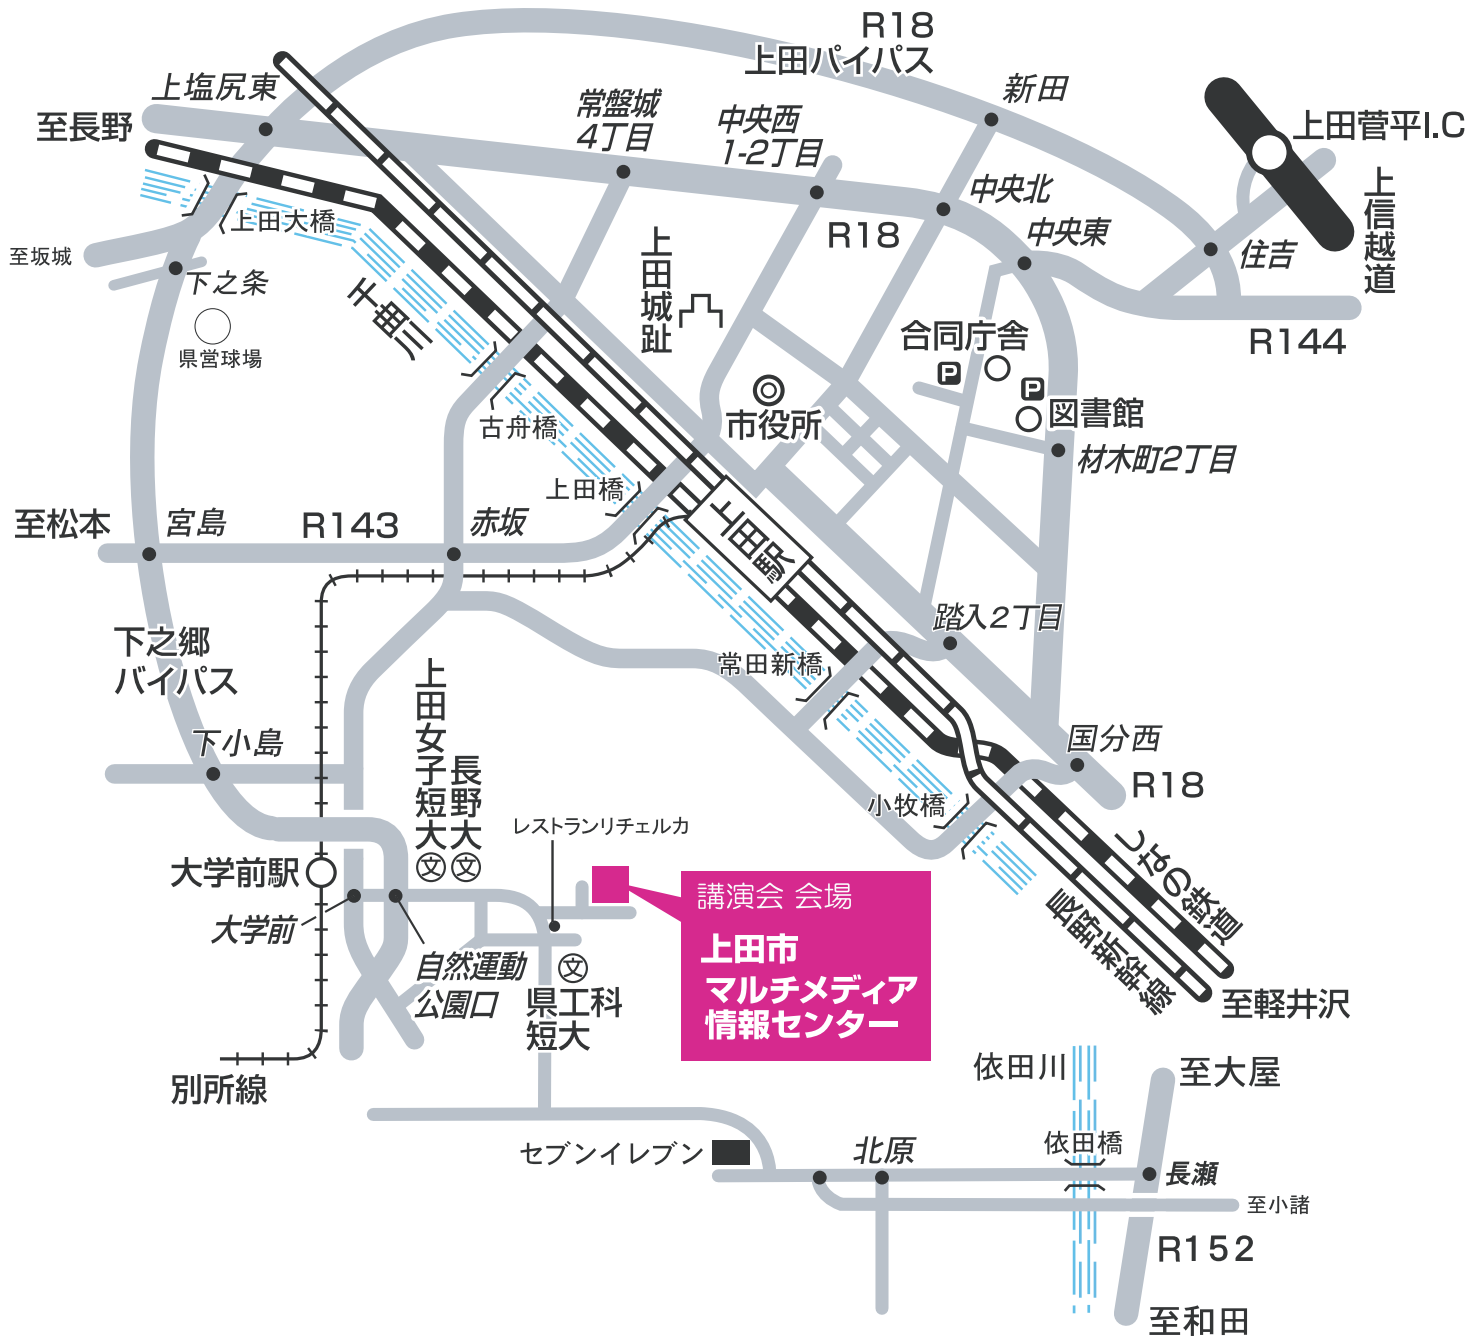 R18
上田バイパス
上塩尻東
至長野
常盤城
4丁目
中央西
1-2丁目
新田
上田菅平I.C
上信越道
中央北
R18
中央東
住吉
上田大橋
至坂城
下之条
県営球場
千曲川
上田城趾
R144
合同庁舎
P
P
図書館
市役所
材木町2丁目
古舟橋
上田橋
至松本
宮島
R143
赤坂
上田駅
踏入2丁目
下之郷
バイパス
常田新橋
下小島
上田女子短大
文
長野大
文
国分西
R18
小牧橋
レストランリチェルカ
しなの鉄道
長野新幹線
至軽井沢
大学前駅
大学前
講演会 会場
上田市
マルチメディア
情報センター
自然運動
公園口
文
県工科
短大
別所線
依田川
至大屋
セブンイレブン
北原
依田橋
長瀬
至小諸
R152
至和田